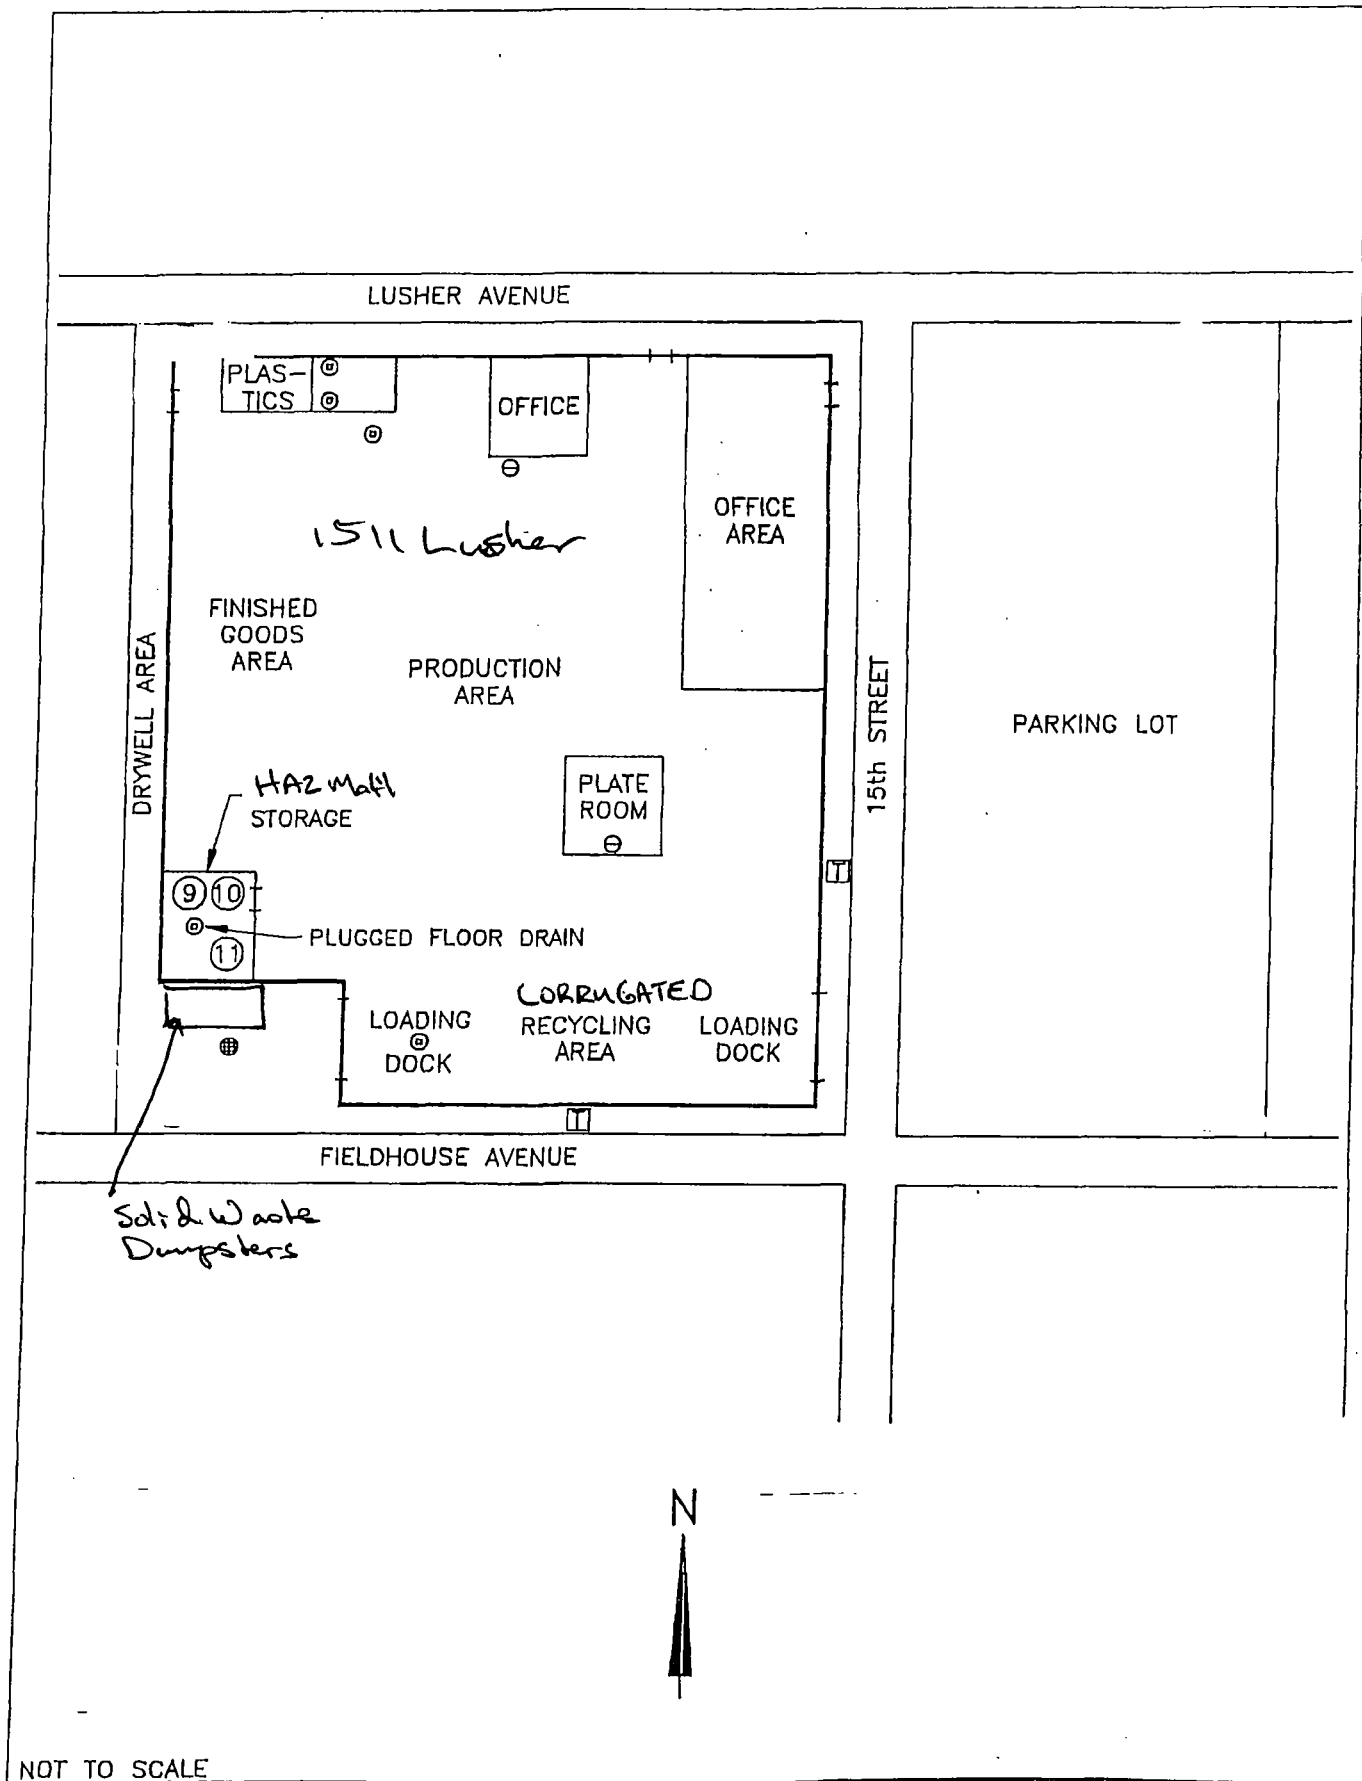 LUSHER AVENUE
PLAS-
TICS
OFFICE
OFFICE
AREA
1511 Lusher
FINISHED
GOODS
AREA
PRODUCTION
AREA
DRYWELL AREA
15th STREET
PARKING LOT
HAZ Mat'l
STORAGE
PLATE
ROOM
9 10
T
PLUGGED FLOOR DRAIN
11
CORRUGATED
LOADING
DOCK
RECYCLING
AREA
LOADING
DOCK
T
FIELDHOUSE AVENUE
Solid Waste
Dumpsters
N
NOT TO SCALE